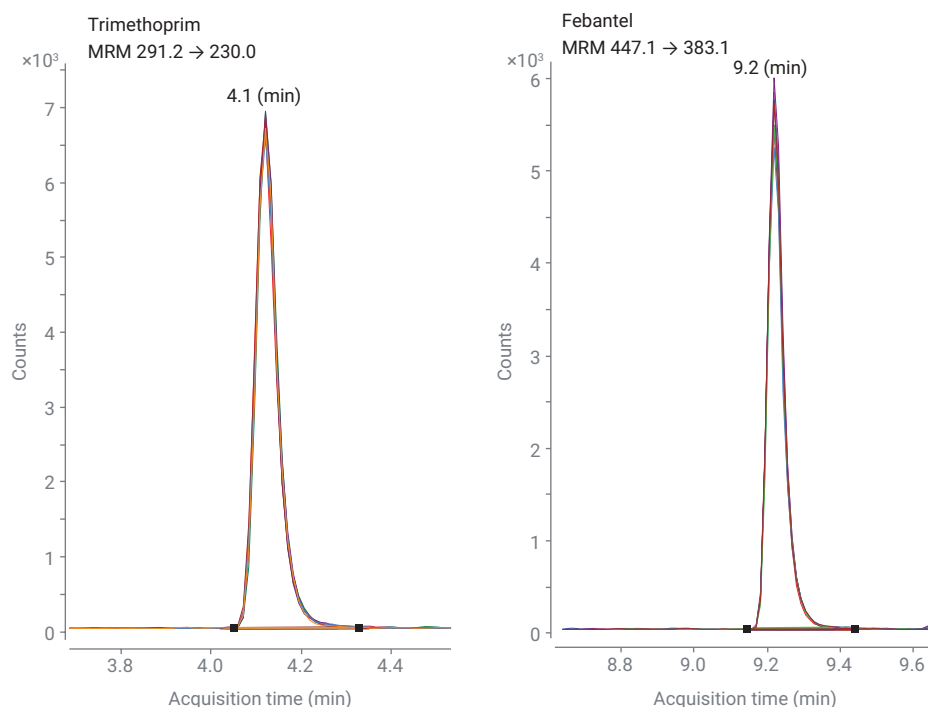 Trimethoprim
MRM 291.2 → 230.0
×10³
4.1 (min)
7
6
5
4
3
2
1
0
Counts
3.8 4.0 4.2 4.4
Acquisition time (min)
Febantel
MRM 447.1 → 383.1
×10³
9.2 (min)
6
5
4
3
2
1
0
Counts
8.8 9.0 9.2 9.4 9.6
Acquisition time (min)